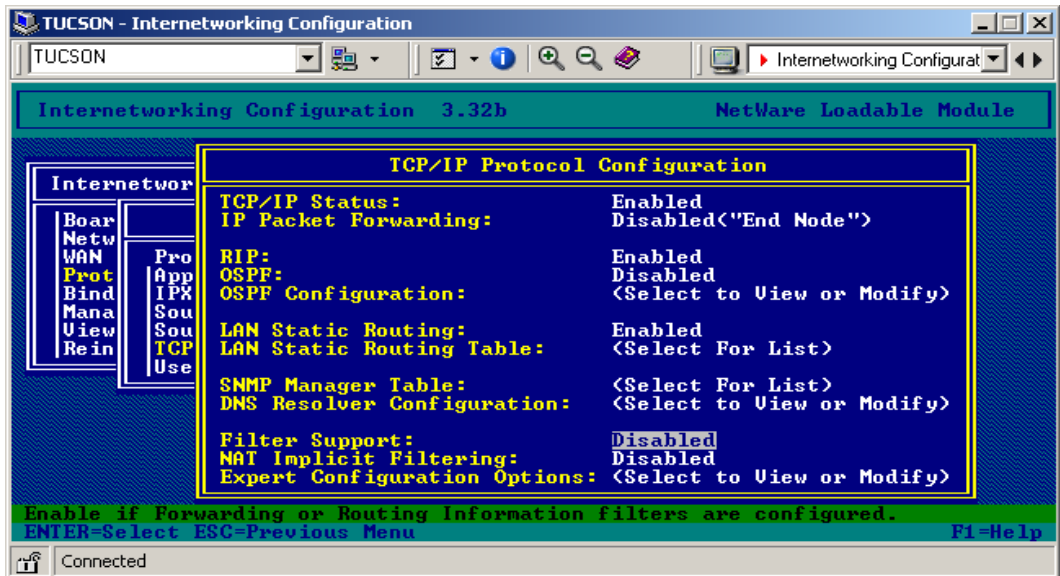 TUCSON - Internetworking Configuration
TUCSON
Internetworking Configurat
Internetworking Configuration 3.32b NetWare Loadable Module
TCP/IP Protocol Configuration
Internetwor
TCP/IP Status: Enabled
IP Packet Forwarding: Disabled("End Node")
Boar
Netw
WAN
Prot
Bind
Mana
View
Rein
Pro
App
IPX
Sou
Sou
TCP
Use
RIP: Enabled
OSPF: Disabled
OSPF Configuration: (Select to View or Modify)
LAN Static Routing: Enabled
LAN Static Routing Table: (Select For List)
SNMP Manager Table: (Select For List)
DNS Resolver Configuration: (Select to View or Modify)
Filter Support: Disabled
NAT Implicit Filtering: Disabled
Expert Configuration Options: (Select to View or Modify)
Enable if Forwarding or Routing Information filters are configured.
ENTER=Select ESC=Previous Menu F1=Help
Connected